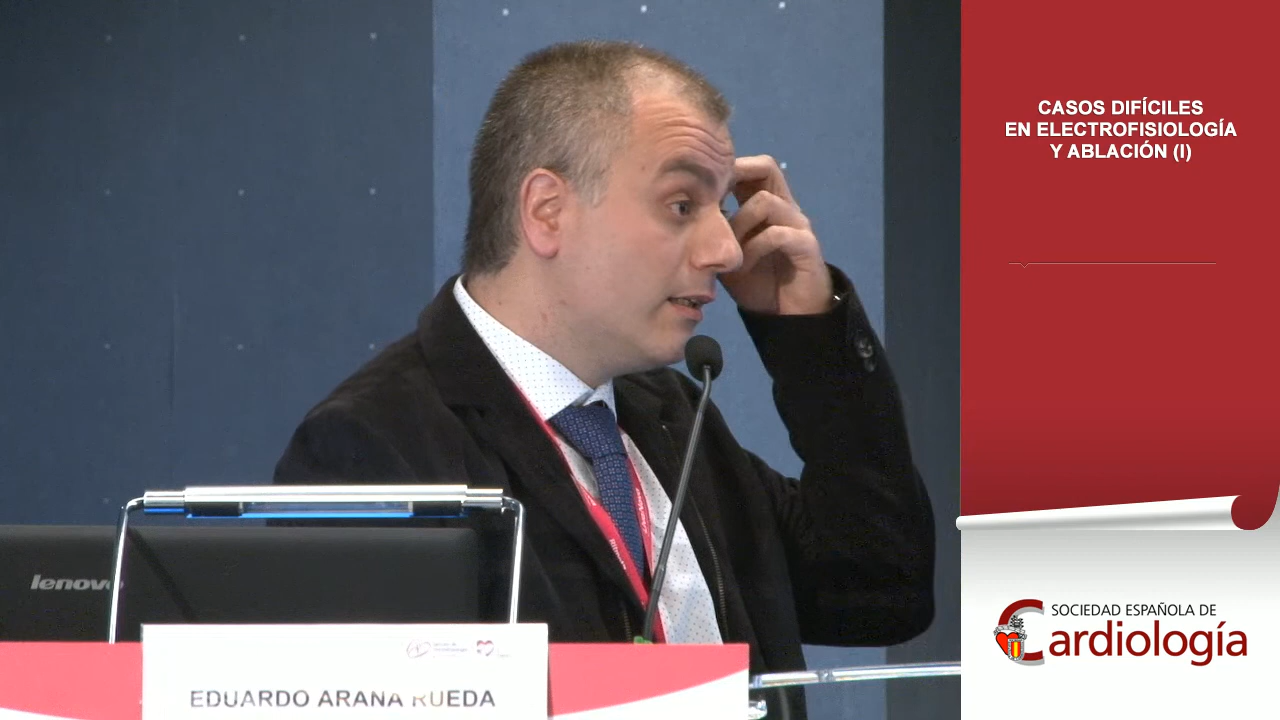 CASOS DIFÍCILES
EN ELECTROFISIOLOGÍA
Y ABLACIÓN (I)
lenovo
EDUARDO ARANA RUEDA
SOCIEDAD ESPAÑOLA DE
Cardiología